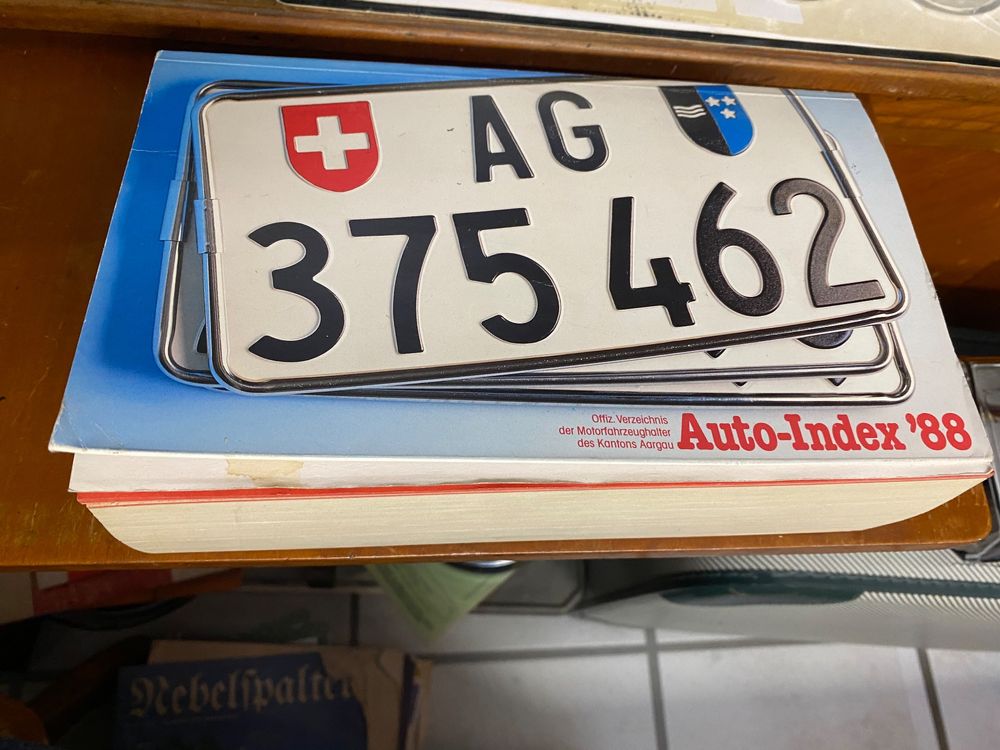 AG
375 462
Offiz. Verzeichnis
der Motorfahrzeughalter
des Kantons Aargau
Auto-Index '88
Nebelspalter